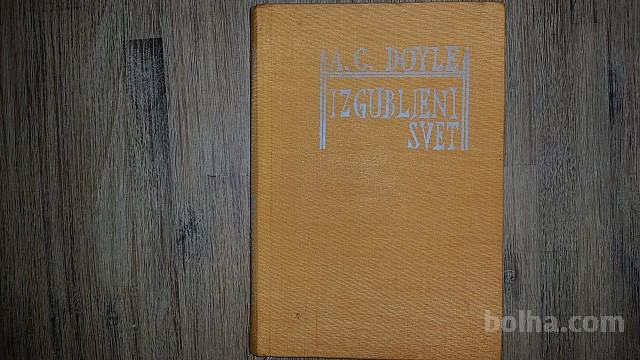 A. C. DOYLE
IZGUBLJENI
SVET
bolha.com